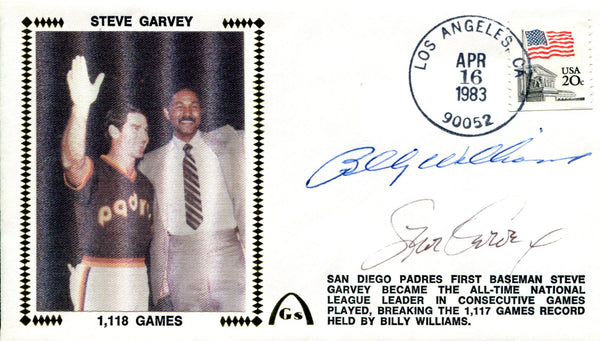 STEVE GARVEY
padres
1,118 GAMES
LOS ANGELES, CA
APR
16
1983
90052
USA
20c
Billy Williams
Steve Garvey
Gs
SAN DIEGO PADRES FIRST BASEMAN STEVE
GARVEY BECAME THE ALL-TIME NATIONAL
LEAGUE LEADER IN CONSECUTIVE GAMES
PLAYED, BREAKING THE 1,117 GAMES RECORD
HELD BY BILLY WILLIAMS.